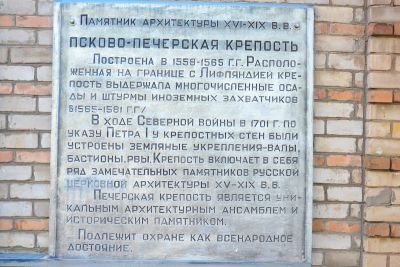 Памятник архитектуры XVI-XIX в.в.
Псково-Печерская крепость
Построена в 1558-1565 г.г. Располо-
женная на границе с Лифляндией кре-
пость выдержала многочисленные оса-
ды и штурмы иноземных захватчиков
в 1565-1581 г.г./
В ходе Северной войны в 1701 г. по
указу Петра I у крепостных стен были
устроены земляные укрепления-валы,
бастионы, рвы. Крепость включает в себя
ряд замечательных памятников русской
церковной архитектуры XV-XIX в.в.
Печерская крепость является уни-
кальным архитектурным ансамблем и
историческим памятником.
Подлежит охране как всенародное
достояние.